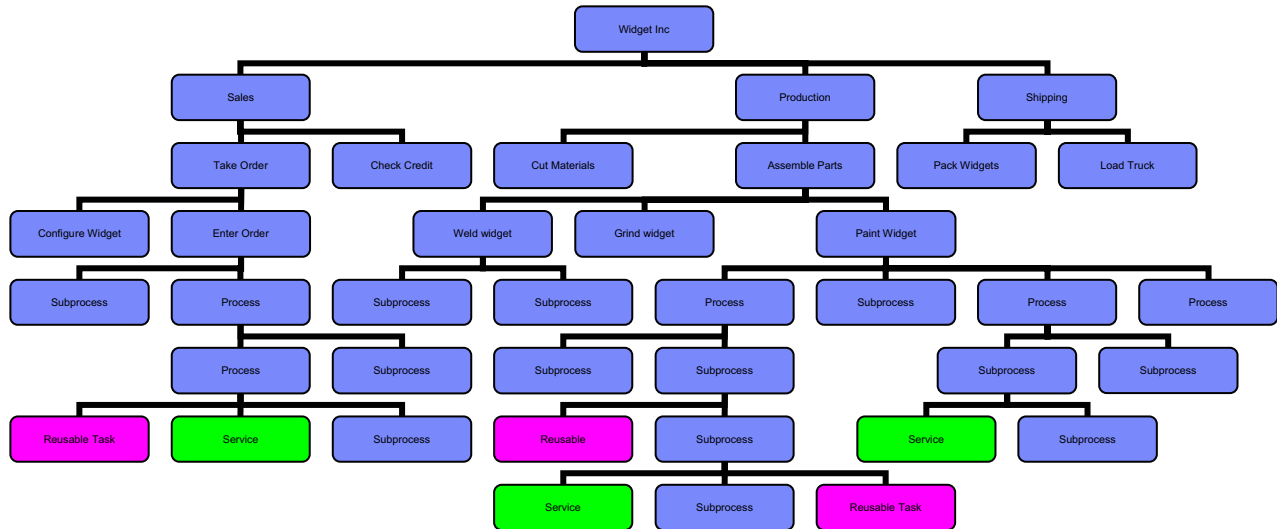 Widget Inc
Sales
Production
Shipping
Take Order
Check Credit
Cut Materials
Assemble Parts
Pack Widgets
Load Truck
Configure Widget
Enter Order
Weld widget
Grind widget
Paint Widget
Subprocess
Process
Subprocess
Subprocess
Process
Subprocess
Process
Process
Process
Subprocess
Subprocess
Subprocess
Subprocess
Subprocess
Reusable Task
Service
Subprocess
Reusable
Subprocess
Service
Subprocess
Service
Subprocess
Reusable Task